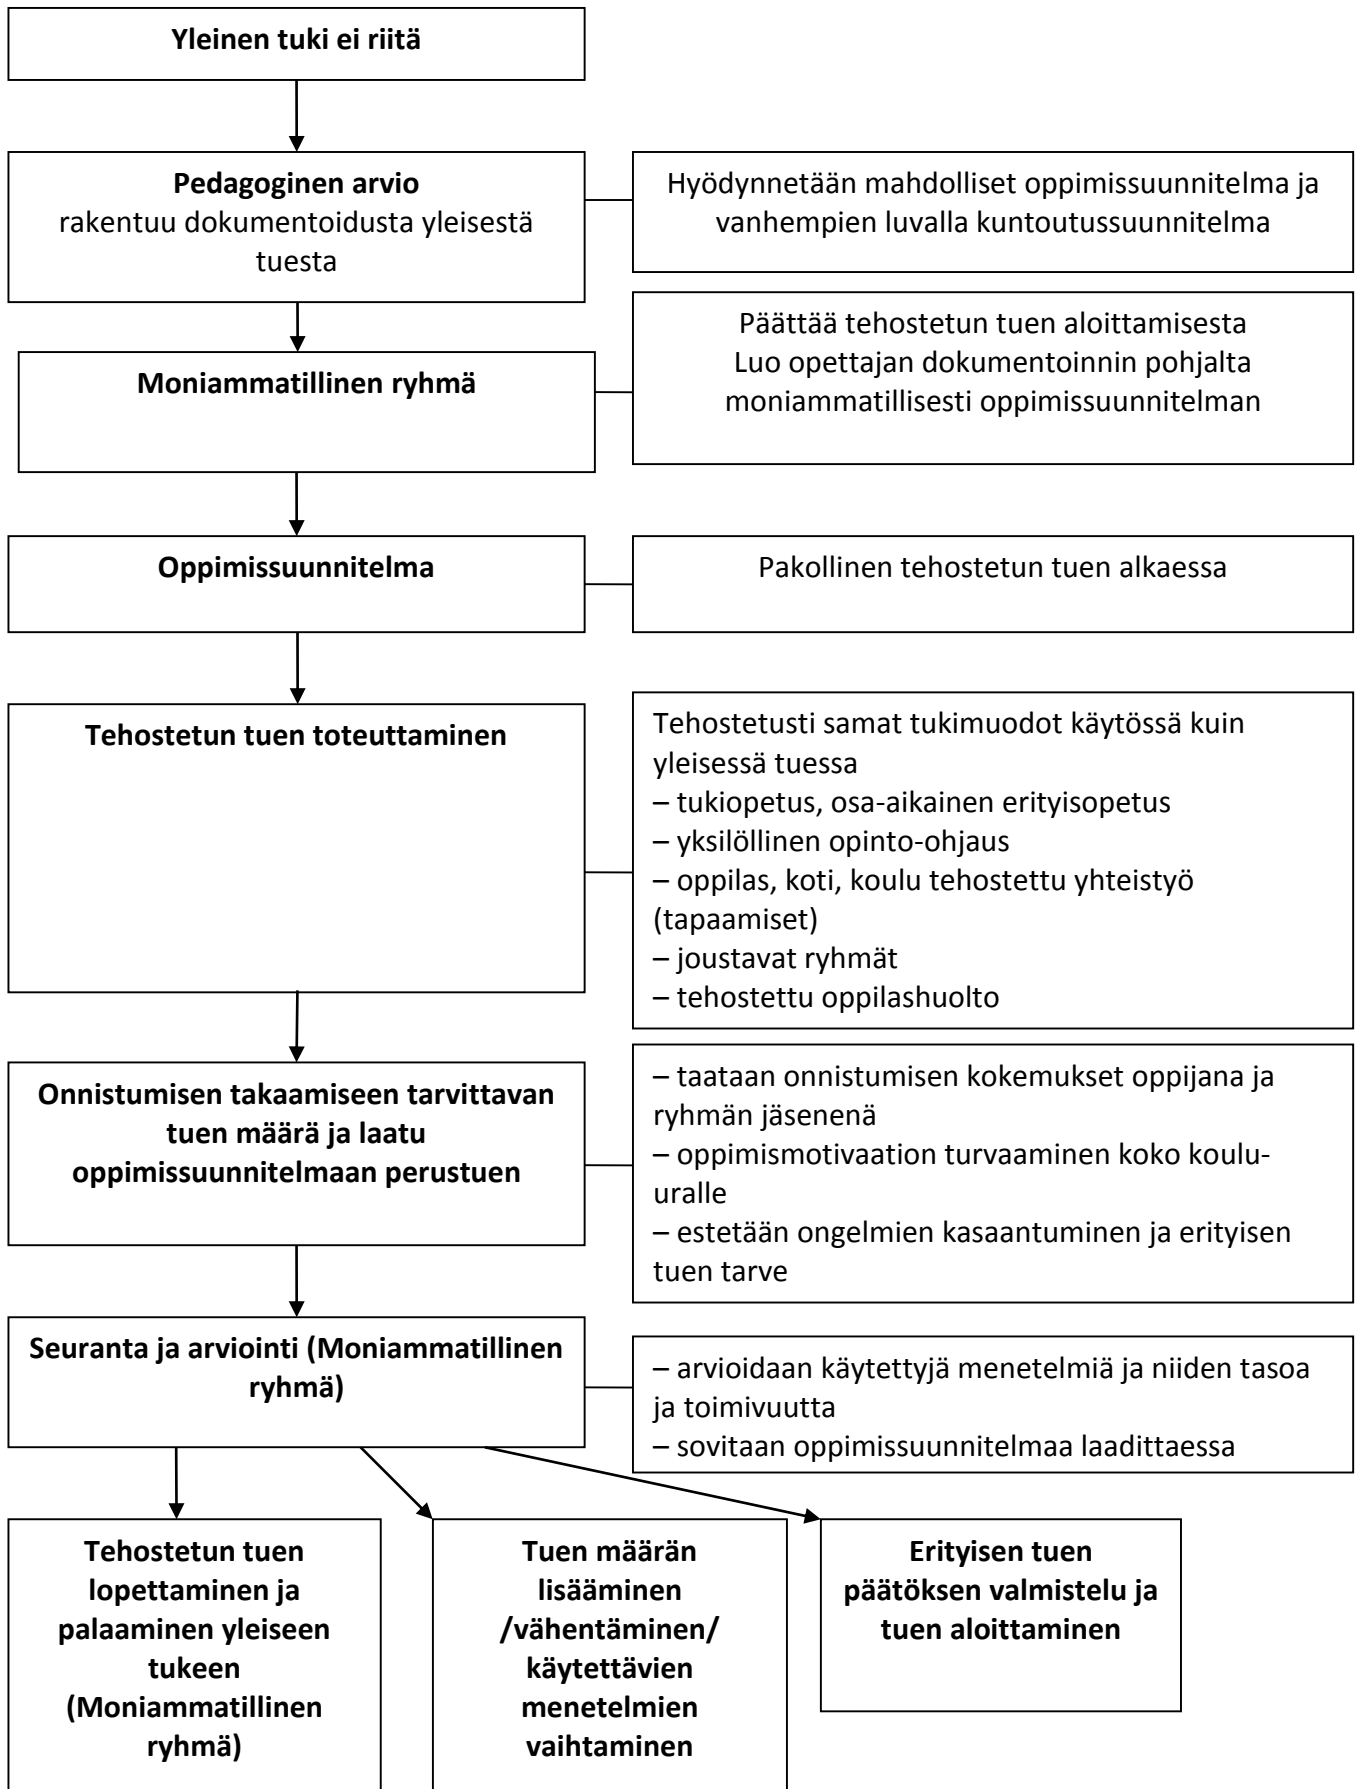 Yleinen tuki ei riitä
Pedagoginen arvio
rakentuu dokumentoidusta yleisestä
tuesta
Hyödynnetään mahdolliset oppimissuunnitelma ja
vanhempien luvalla kuntoutussuunnitelma
Moniammatillinen ryhmä
Päättää tehostetun tuen aloittamisesta
Luo opettajan dokumentoinnin pohjalta
moniammatillisesti oppimissuunnitelman
Oppimissuunnitelma
Pakollinen tehostetun tuen alkaessa
Tehostetun tuen toteuttaminen
Tehostetusti samat tukimuodot käytössä kuin
yleisessä tuessa
– tukiopetus, osa-aikainen erityisopetus
– yksilöllinen opinto-ohjaus
– oppilas, koti, koulu tehostettu yhteistyö
(tapaamiset)
– joustavat ryhmät
– tehostettu oppilashuolto
Onnistumisen takaamiseen tarvittavan
tuen määrä ja laatu
oppimissuunnitelmaan perustuen
– taataan onnistumisen kokemukset oppijana ja
ryhmän jäsenenä
– oppimismotivaation turvaaminen koko koulu-
uralle
– estetään ongelmien kasaantuminen ja erityisen
tuen tarve
Seuranta ja arviointi (Moniammatillinen
ryhmä)
– arvioidaan käytettyjä menetelmiä ja niiden tasoa
ja toimivuutta
– sovitaan oppimissuunnitelmaa laadittaessa
Tehostetun tuen
lopettaminen ja
palaaminen yleiseen
tukeen
(Moniammatillinen
ryhmä)
Tuen määrän
lisääminen
/vähentäminen/
käytettävien
menetelmien
vaihtaminen
Erityisen tuen
päätöksen valmistelu ja
tuen aloittaminen